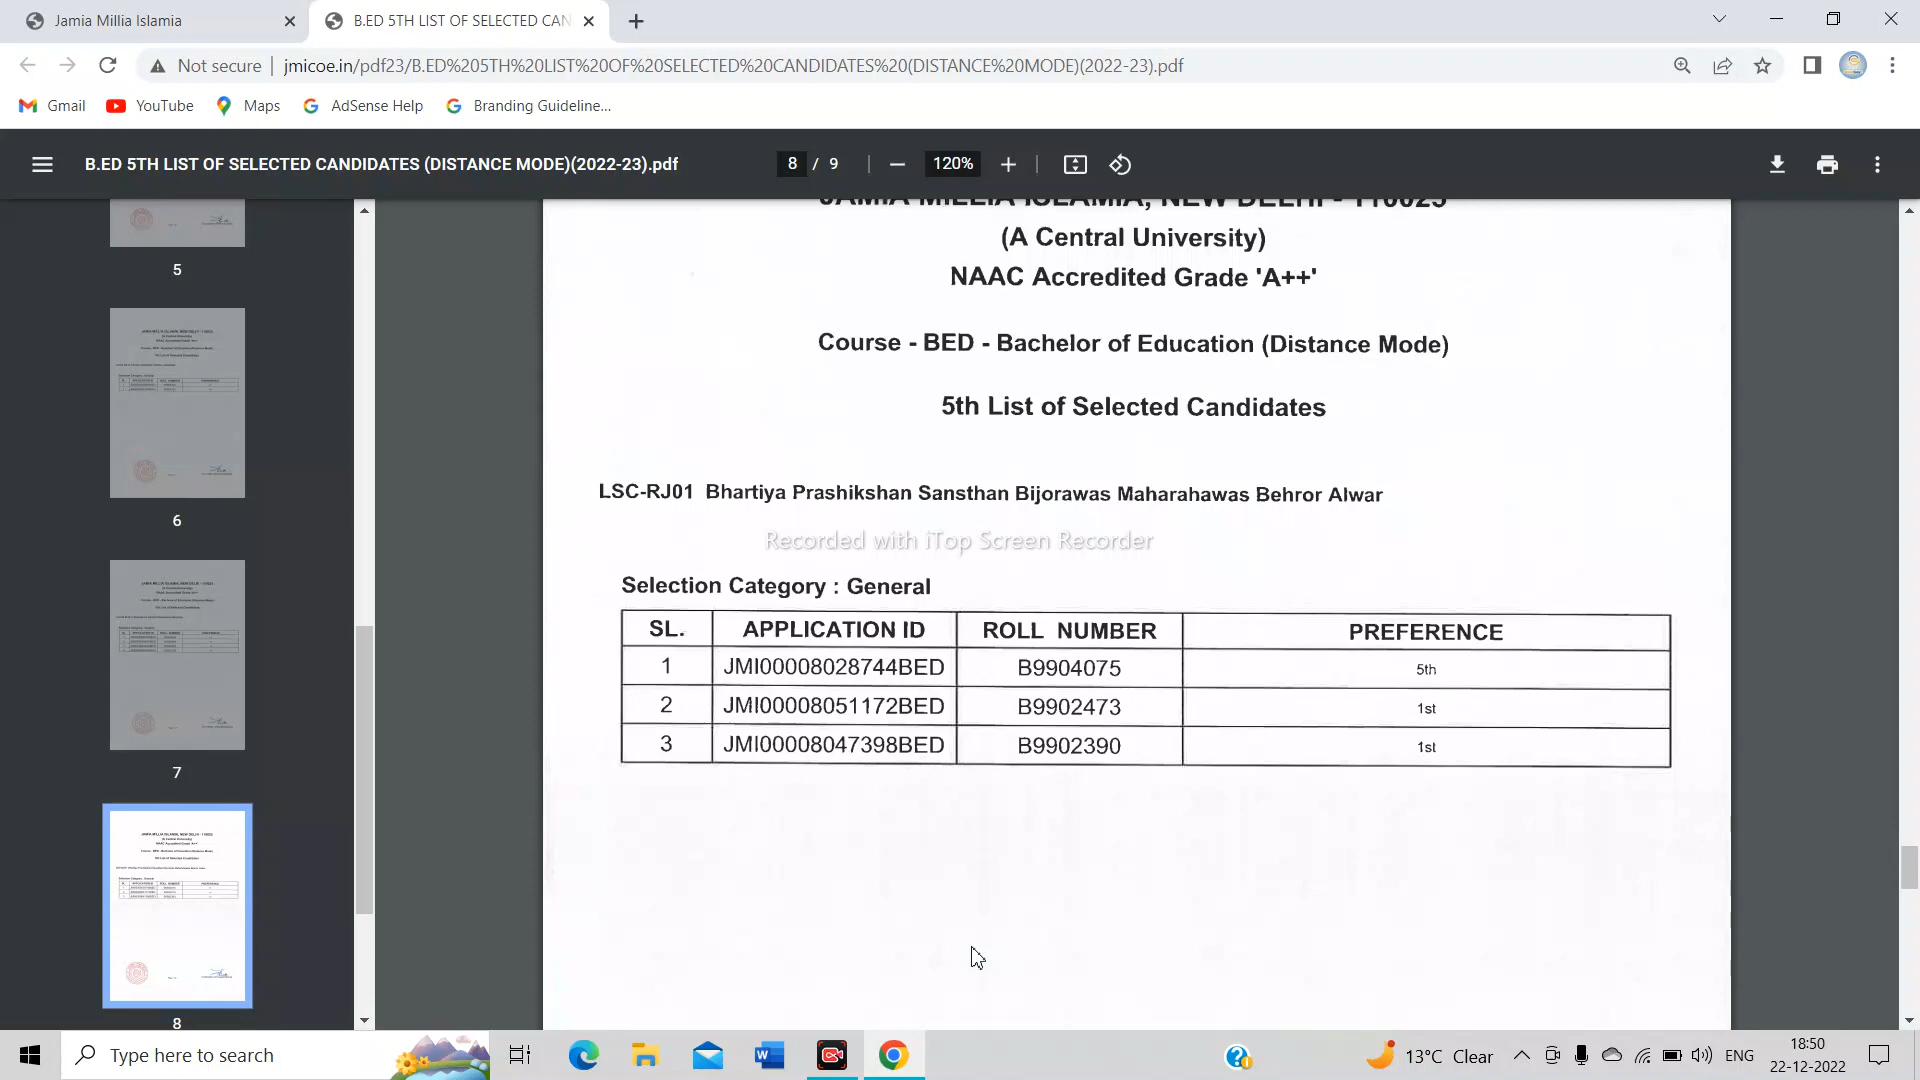 Jamia Millia Islamia
B.ED 5TH LIST OF SELECTED CAN
Not secure
jmicoe.in/pdf23/B.ED%205TH%20LIST%20OF%20SELECTED%20CANDIDATES%20(DISTANCE%20MODE)(2022-23).pdf
Gmail YouTube Maps AdSense Help Branding Guideline...
B.ED 5TH LIST OF SELECTED CANDIDATES (DISTANCE MODE)(2022-23).pdf
8 / 9
120%
5
6
7
8
JAMIA MILLIA ISLAMIA, NEW DELHI - 110025
(A Central University)
NAAC Accredited Grade 'A++'
Course - BED - Bachelor of Education (Distance Mode)
5th List of Selected Candidates
LSC-RJ01 Bhartiya Prashikshan Sansthan Bijorawas Maharahawas Behror Alwar
Recorded with iTop Screen Recorder
Selection Category : General
SL. APPLICATION ID ROLL NUMBER PREFERENCE
1 JMI00008028744BED B9904075 5th
2 JMI00008051172BED B9902473 1st
3 JMI00008047398BED B9902390 1st
Type here to search
13°C Clear
ENG
18:50
22-12-2022